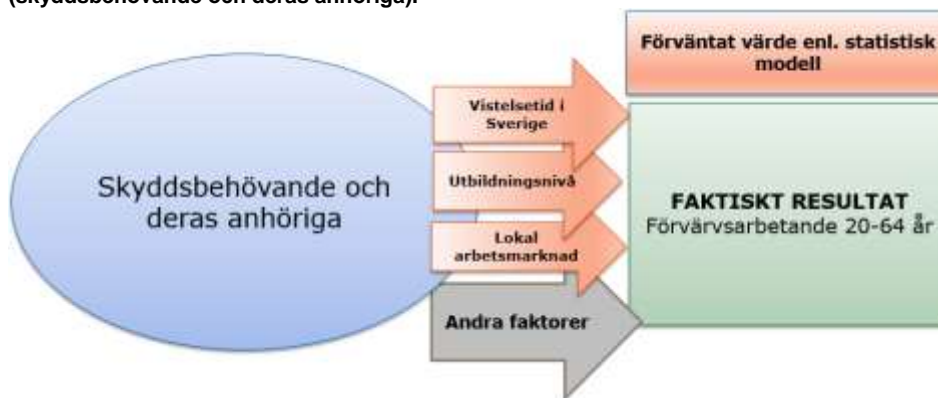 (skyddsbehövande och deras anhöriga).
Förväntat värde enl. statistisk
modell
Vistelsetid i
Sverige
Skyddsbehövande och
deras anhöriga
Utbildningsnivå
FAKTISKT RESULTAT
Förvärvsarbetande 20-64 år
Lokal
arbetsmarknad
Andra faktorer